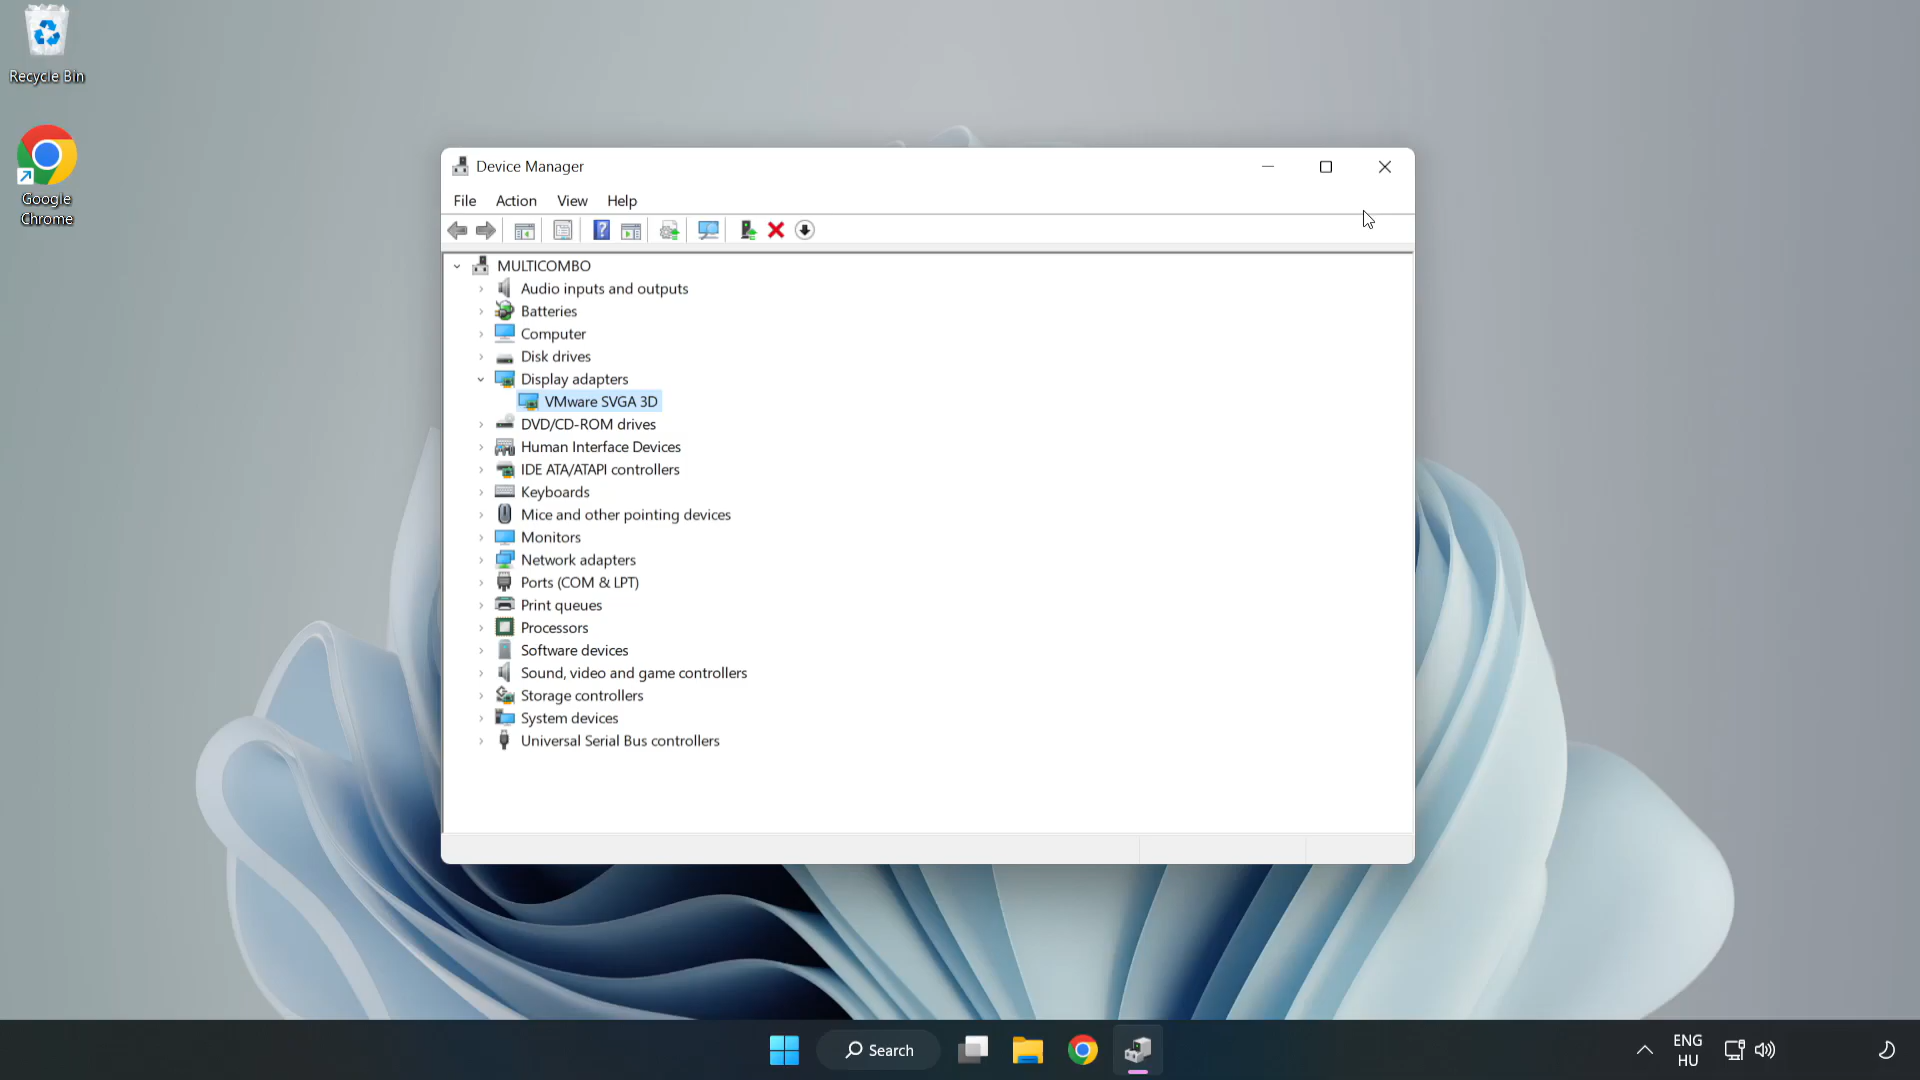 Recycle Bin
Google
Chrome
Device Manager
File Action View Help
MULTICOMBO
Audio inputs and outputs
Batteries
Computer
Disk drives
Display adapters
VMware SVGA 3D
DVD/CD-ROM drives
Human Interface Devices
IDE ATA/ATAPI controllers
Keyboards
Mice and other pointing devices
Monitors
Network adapters
Ports (COM & LPT)
Print queues
Processors
Software devices
Sound, video and game controllers
Storage controllers
System devices
Universal Serial Bus controllers
Search
ENG
HU